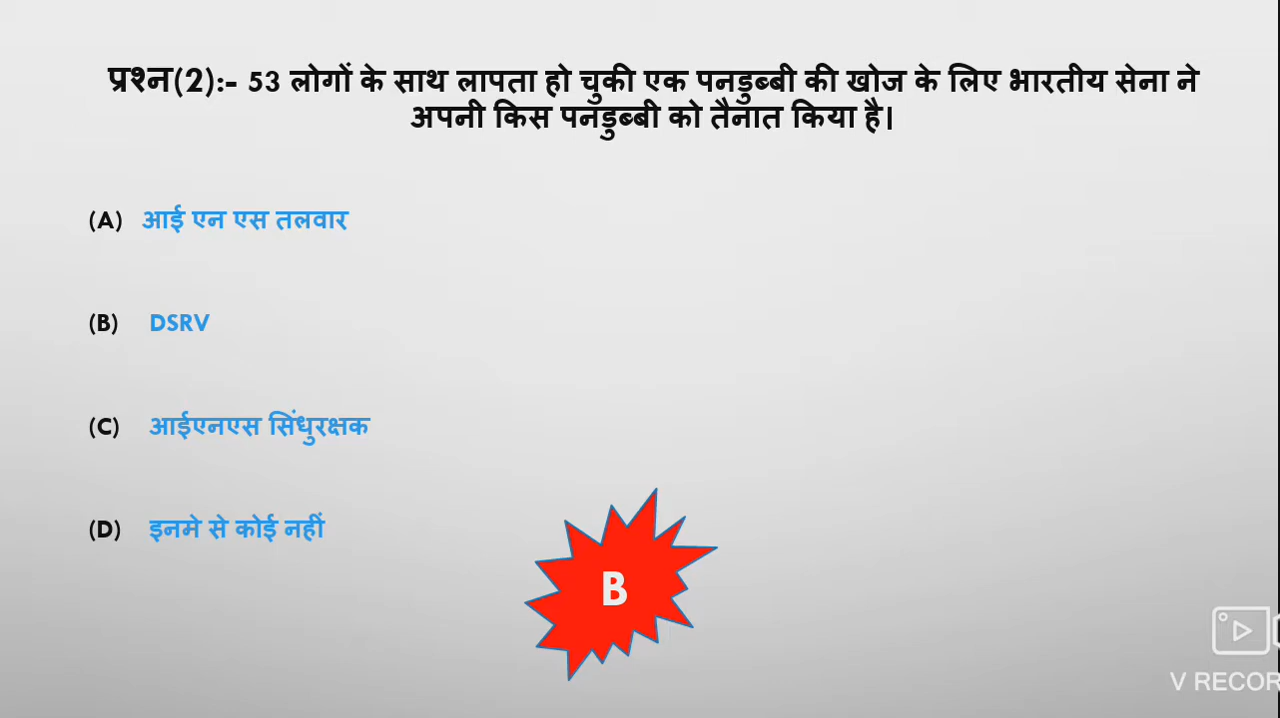 प्रश्न(2):- 53 लोगों के साथ लापता हो चुकी एक पनडुब्बी की खोज के लिए भारतीय सेना ने
अपनी किस पनडुब्बी को तैनात किया है।
(A) आई एन एस तलवार
(B) DSRV
(C) आईएनएस सिंधुरक्षक
(D) इनमे से कोई नहीं
B
V RECOR